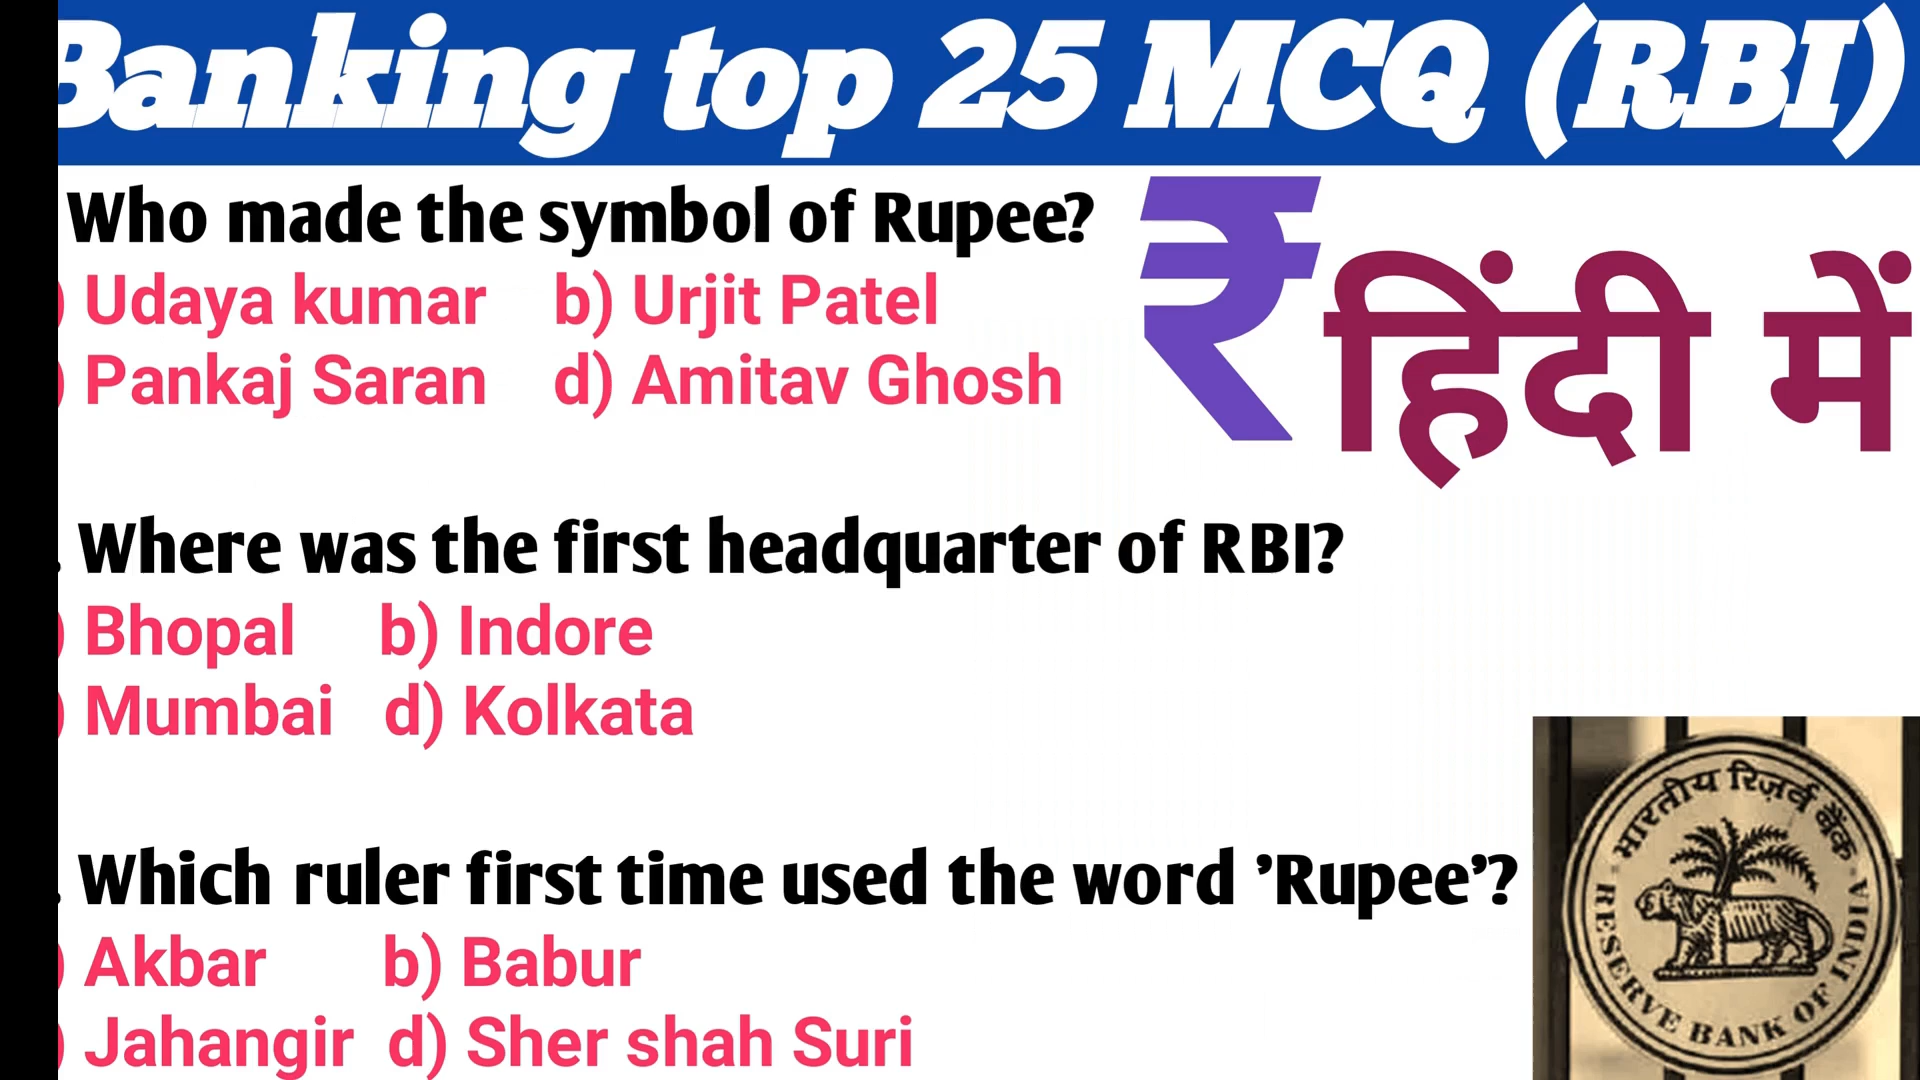 Banking top 25 MCQ (RBI)
Who made the symbol of Rupee?
) Udaya kumar b) Urjit Patel
) Pankaj Saran d) Amitav Ghosh
₹ हिंदी में
. Where was the first headquarter of RBI?
) Bhopal b) Indore
) Mumbai d) Kolkata
. Which ruler first time used the word 'Rupee'?
) Akbar b) Babur
) Jahangir d) Sher shah Suri
भारतीय रिज़र्व बैंक
RESERVE BANK OF INDIA